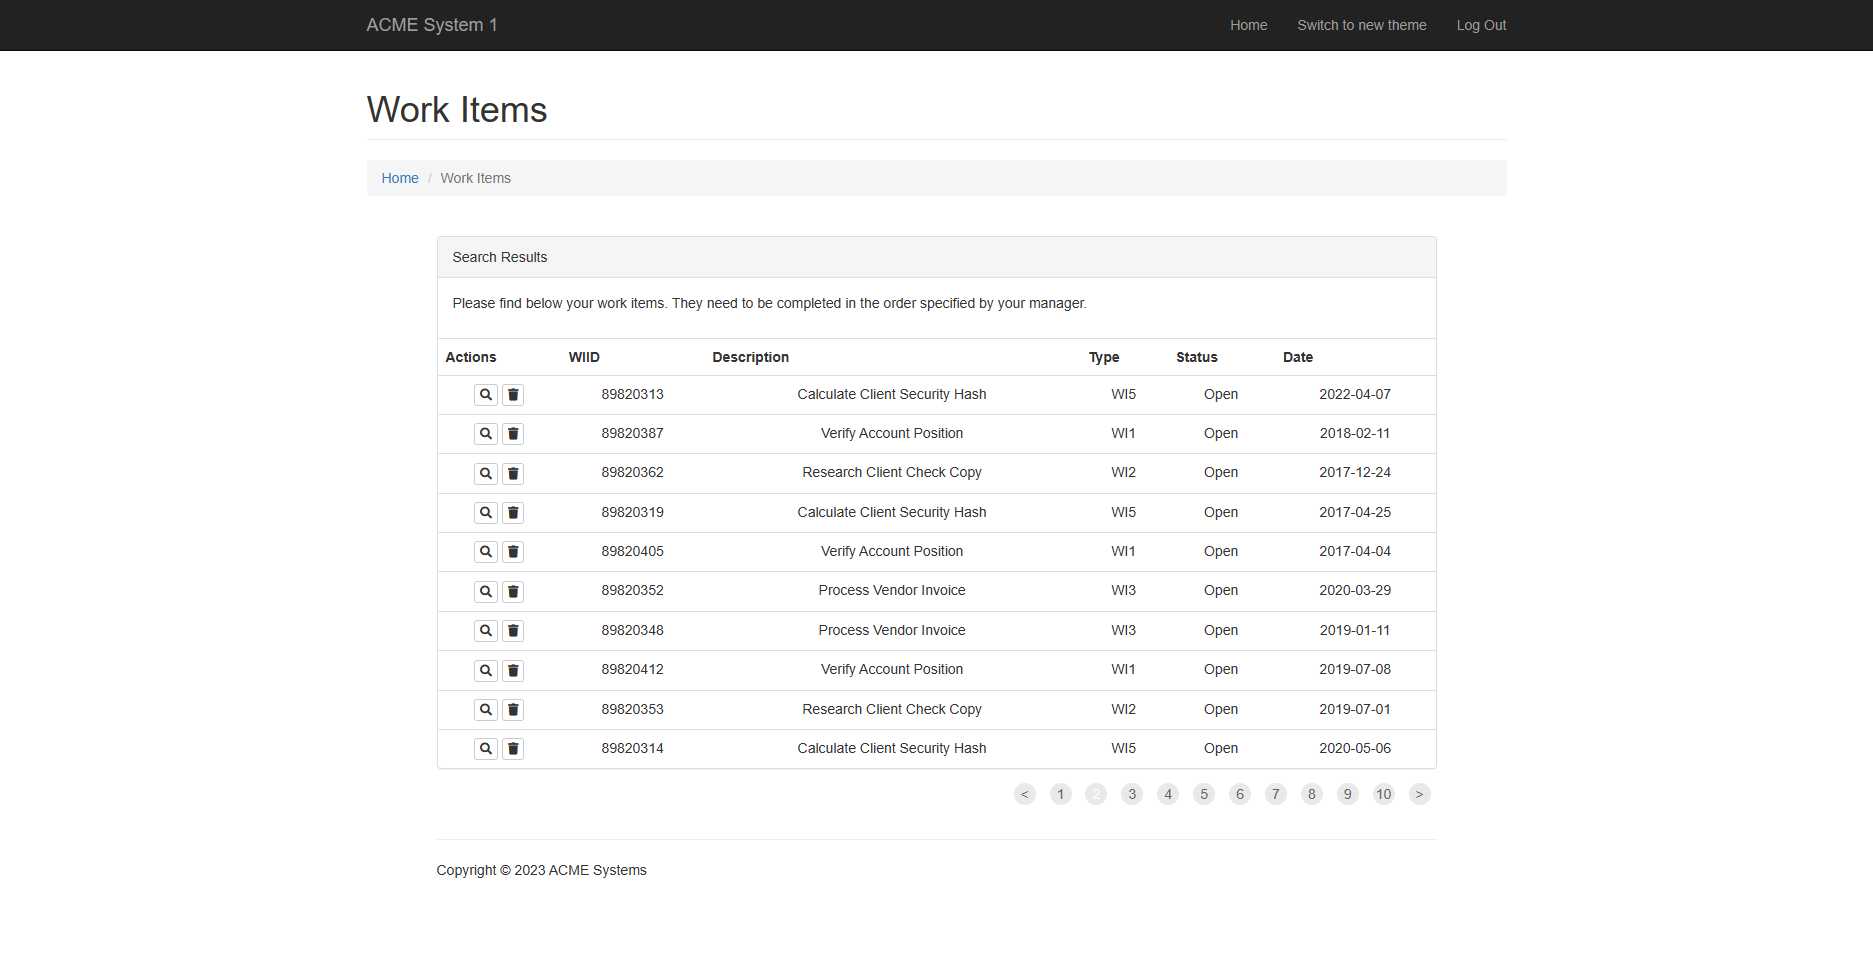 ACME System 1 Home Switch to new theme Log Out
Work Items
Home / Work Items
Search Results
Please find below your work items. They need to be completed in the order specified by your manager.
Actions WIID Description Type Status Date
89820313 Calculate Client Security Hash WI5 Open 2022-04-07
89820387 Verify Account Position WI1 Open 2018-02-11
89820362 Research Client Check Copy WI2 Open 2017-12-24
89820319 Calculate Client Security Hash WI5 Open 2017-04-25
89820405 Verify Account Position WI1 Open 2017-04-04
89820352 Process Vendor Invoice WI3 Open 2020-03-29
89820348 Process Vendor Invoice WI3 Open 2019-01-11
89820412 Verify Account Position WI1 Open 2019-07-08
89820353 Research Client Check Copy WI2 Open 2019-07-01
89820314 Calculate Client Security Hash WI5 Open 2020-05-06
< 1 2 3 4 5 6 7 8 9 10 >
Copyright © 2023 ACME Systems